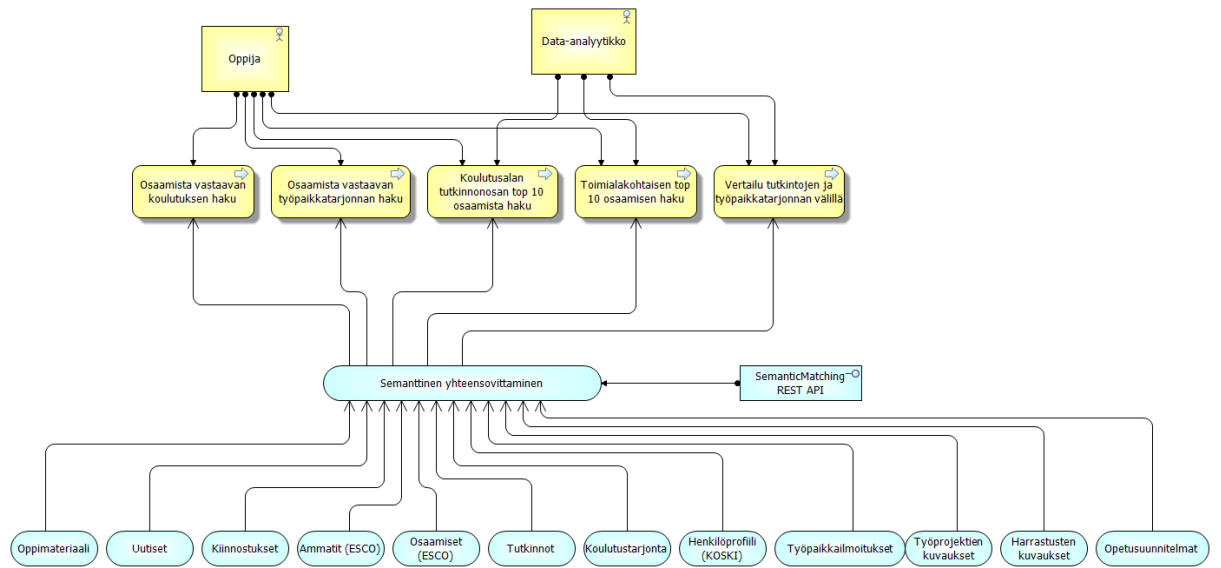 Oppija
Data-analyytikko
Osaamista vastaavan
koulutuksen haku
Osaamista vastaavan
työpaikkatarjonnan haku
Koulutusalan
tutkinnonosan top 10
osaamista haku
Toimialakohtaisen top
10 osaamisen haku
Vertailu tutkintojen ja
työpaikkatarjonnan välillä
Semanttinen yhteensovittaminen
SemanticMatching
REST API
Oppimateriaali
Uutiset
Kiinnostukset
Ammatit (ESCO)
Osaamiset
(ESCO)
Tutkinnot
Koulutustarjonta
Henkilöprofiili
(KOSKI)
Työpaikkailmoitukset
Työprojektien
kuvaukset
Harrastusten
kuvaukset
Opetusuunnitelmat